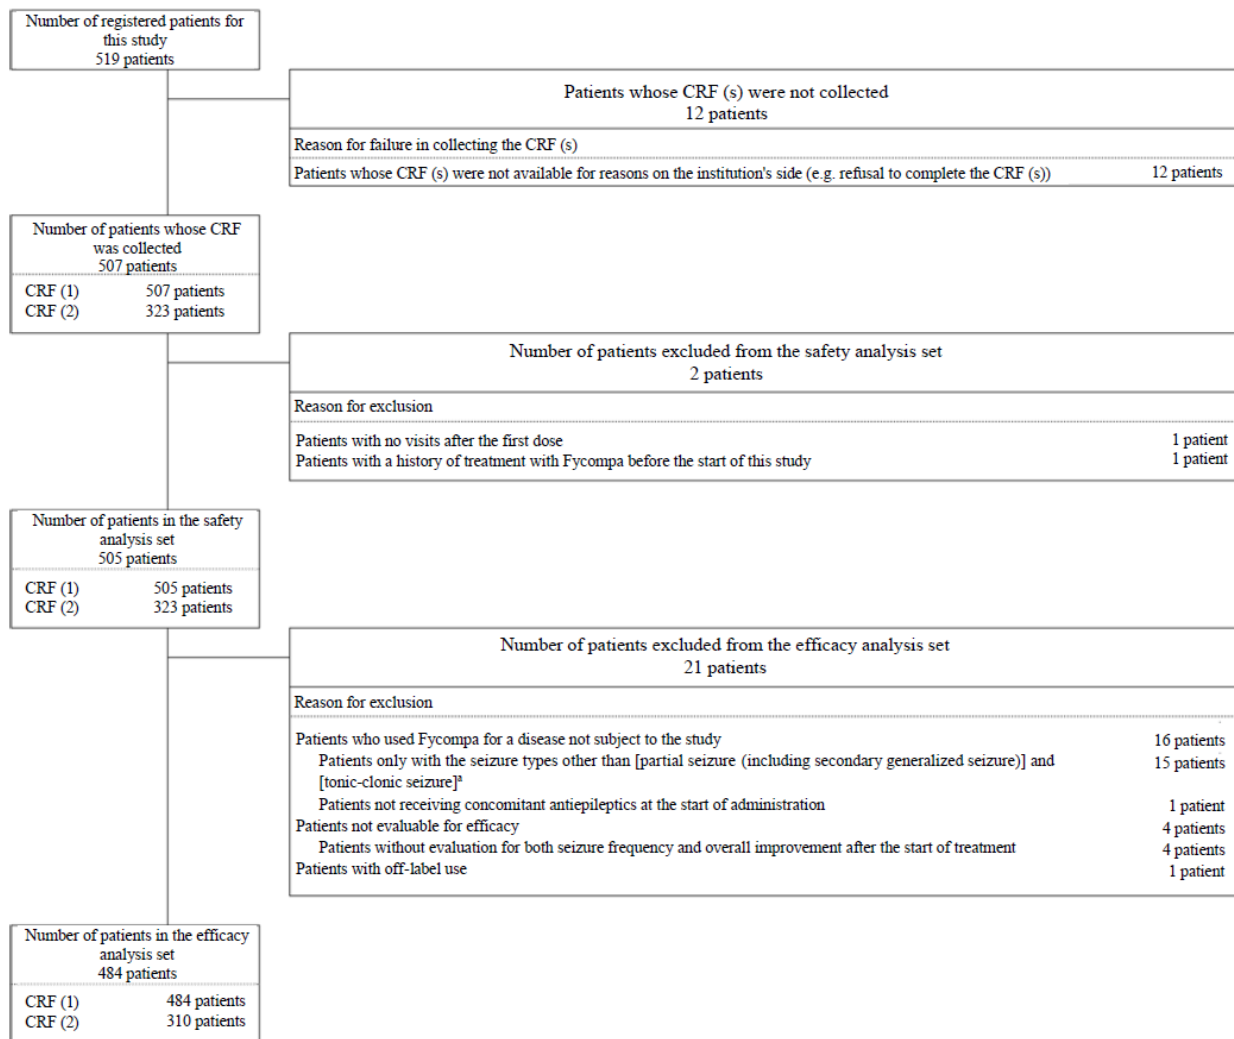 Number of registered patients for
this study
519 patients
Patients whose CRF (s) were not collected
12 patients
Reason for failure in collecting the CRF (s)
Patients whose CRF (s) were not available for reasons on the institution's side (e.g. refusal to complete the CRF (s)) 12 patients
Number of patients whose CRF
was collected
507 patients
CRF (1) 507 patients
CRF (2) 323 patients
Number of patients excluded from the safety analysis set
2 patients
Reason for exclusion
Patients with no visits after the first dose 1 patient
Patients with a history of treatment with Fycompa before the start of this study 1 patient
Number of patients in the safety
analysis set
505 patients
CRF (1) 505 patients
CRF (2) 323 patients
Number of patients excluded from the efficacy analysis set
21 patients
Reason for exclusion
Patients who used Fycompa for a disease not subject to the study 16 patients
Patients only with the seizure types other than [partial seizure (including secondary generalized seizure)] and 15 patients
[tonic-clonic seizure]ª
Patients not receiving concomitant antiepileptics at the start of administration 1 patient
Patients not evaluable for efficacy 4 patients
Patients without evaluation for both seizure frequency and overall improvement after the start of treatment 4 patients
Patients with off-label use 1 patient
Number of patients in the efficacy
analysis set
484 patients
CRF (1) 484 patients
CRF (2) 310 patients